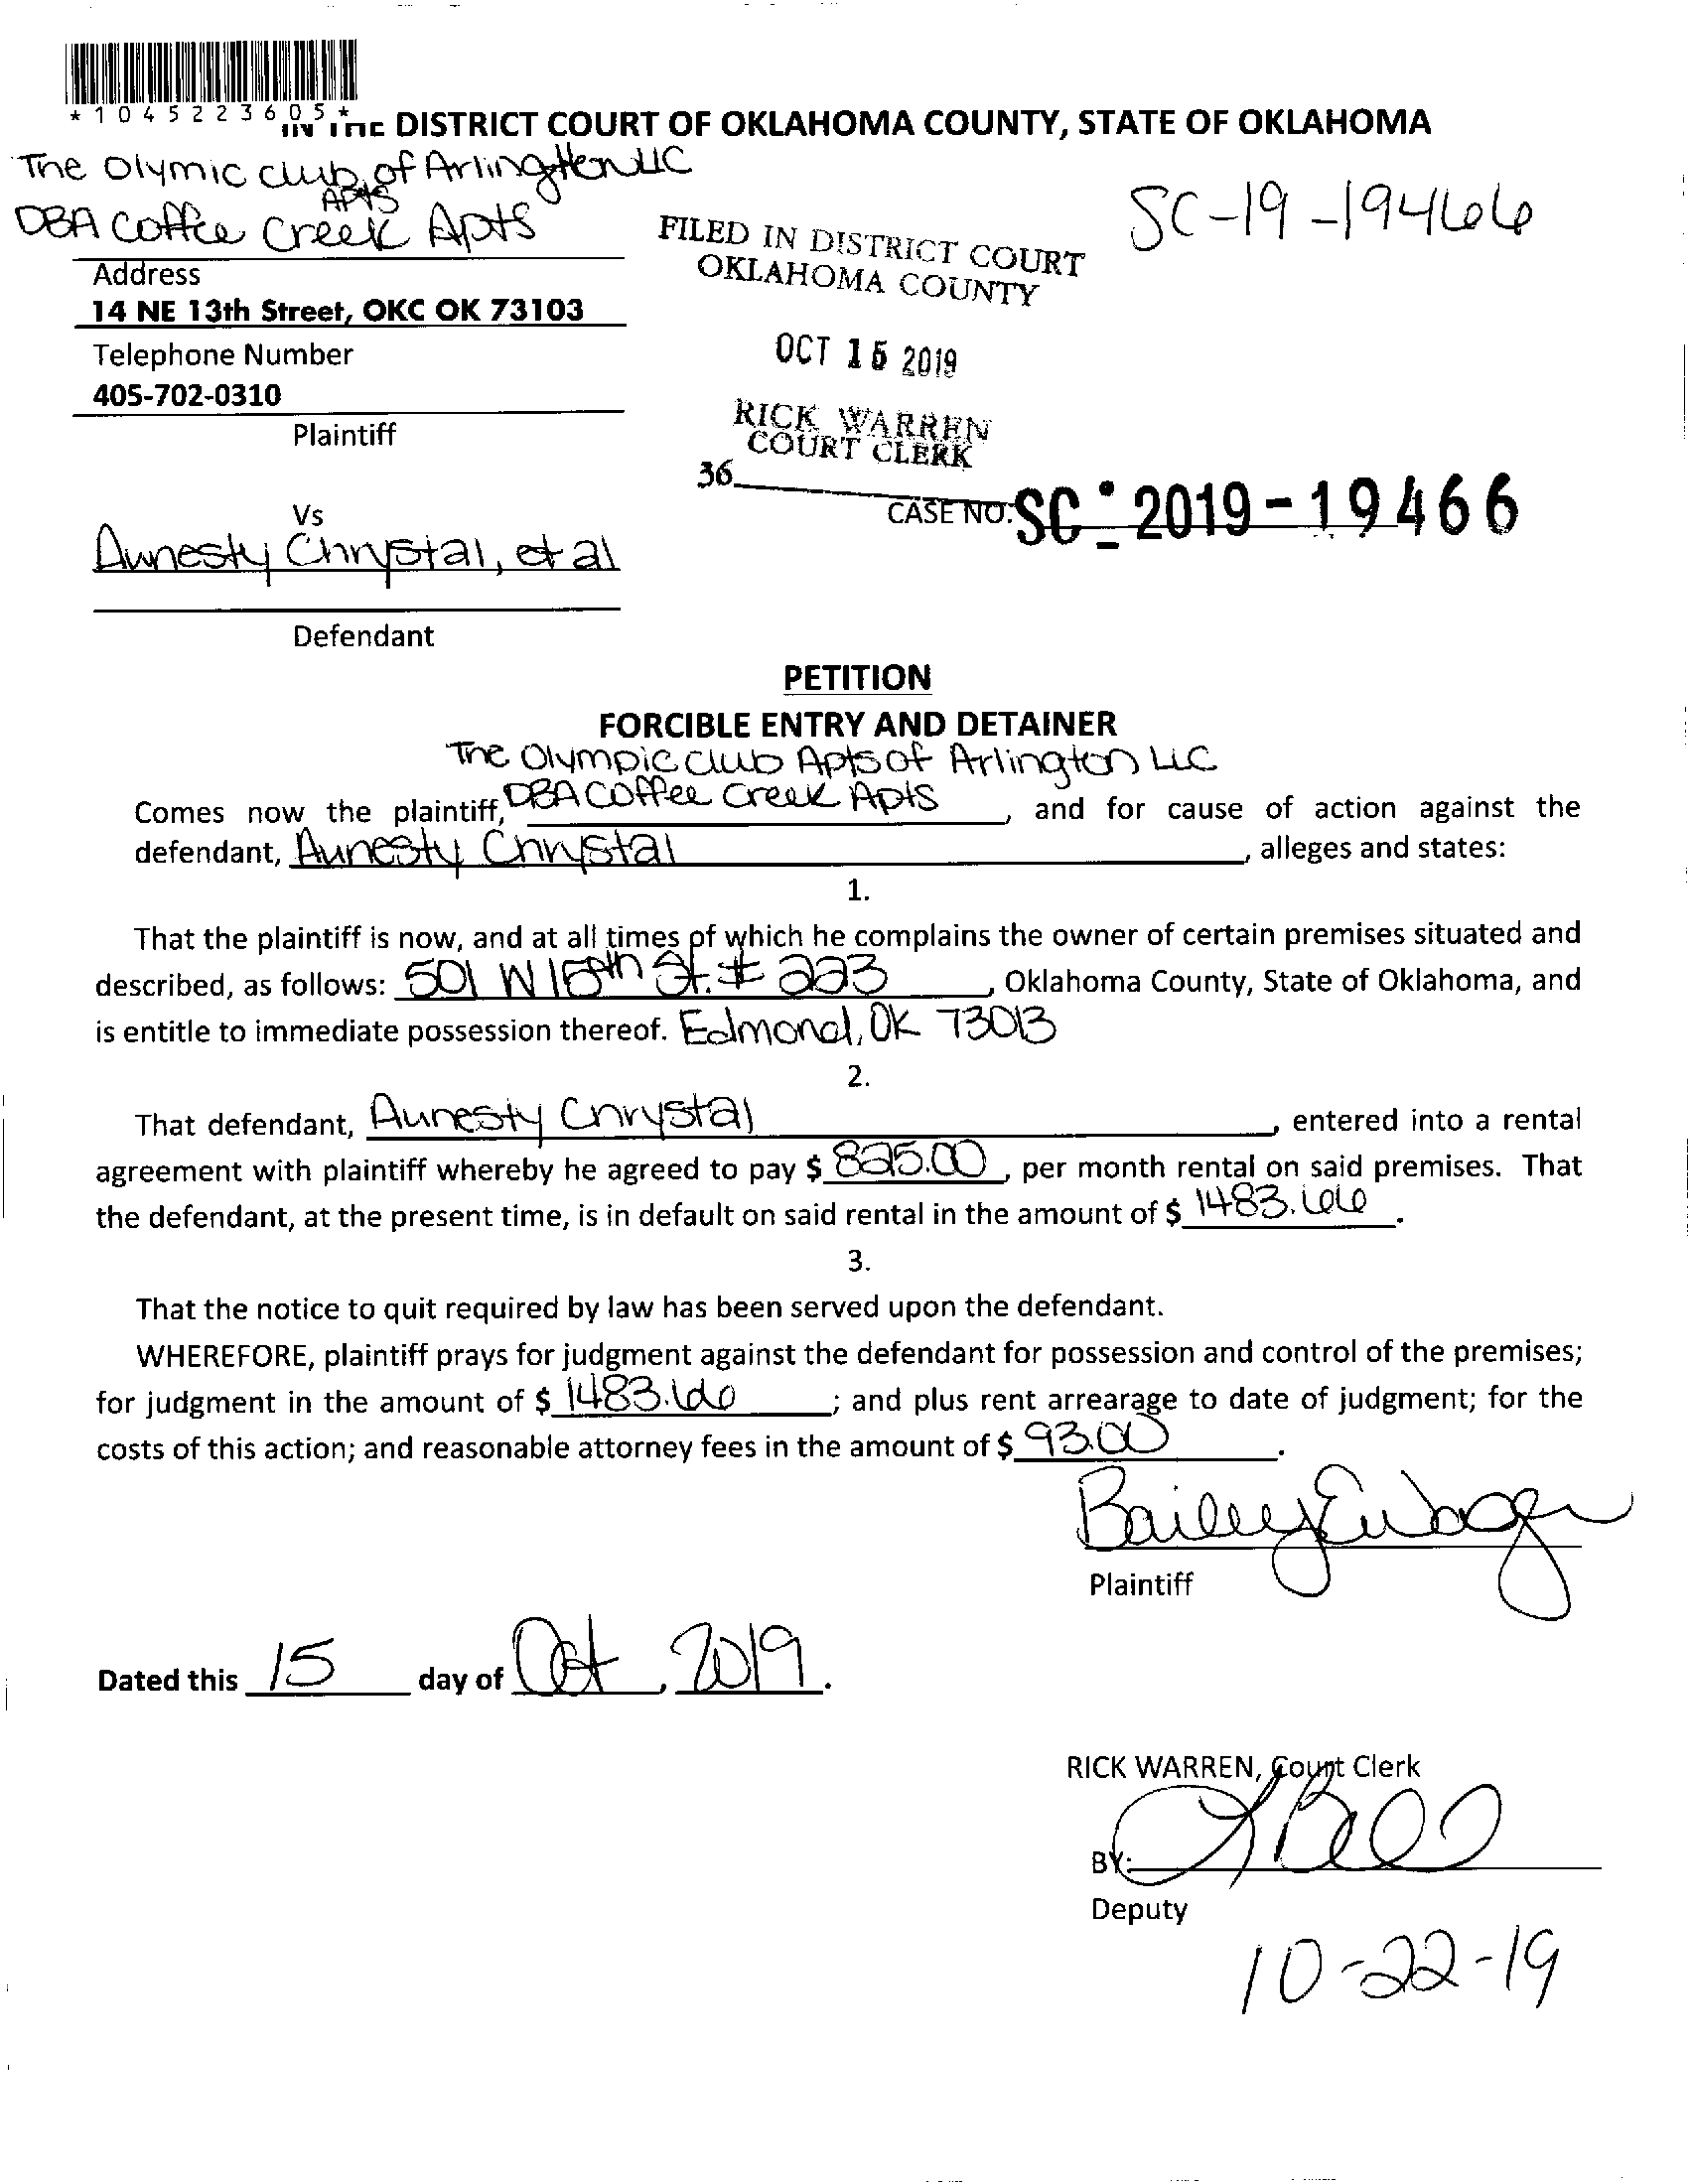 *1045223605*
IN THE DISTRICT COURT OF OKLAHOMA COUNTY, STATE OF OKLAHOMA
The Olymic club of Arlington LLC
APTS
DBA Coffee Creek Apts
SC-19-19466
Address
14 NE 13th Street, OKC OK 73103
Telephone Number
405-702-0310
Plaintiff
FILED IN DISTRICT COURT
OKLAHOMA COUNTY
OCT 15 2019
RICK WARREN
COURT CLERK
36
CASE NO: SC-2019-19466
Vs
Aunesty Chrystal, et al
Defendant
PETITION
FORCIBLE ENTRY AND DETAINER
The Olympic club Apts of Arlington LLC
Comes now the plaintiff, DBA Coffee Creek Apts, and for cause of action against the
defendant, Aunesty Chrystal, alleges and states:
1.
That the plaintiff is now, and at all times of which he complains the owner of certain premises situated and
described, as follows: 501 W 15th St. # 223, Oklahoma County, State of Oklahoma, and
is entitle to immediate possession thereof. Edmond, OK 73013
2.
That defendant, Aunesty Chrystal, entered into a rental
agreement with plaintiff whereby he agreed to pay $ 825.00, per month rental on said premises. That
the defendant, at the present time, is in default on said rental in the amount of $ 1483.66.
3.
That the notice to quit required by law has been served upon the defendant.
WHEREFORE, plaintiff prays for judgment against the defendant for possession and control of the premises;
for judgment in the amount of $ 1483.66; and plus rent arrearage to date of judgment; for the
costs of this action; and reasonable attorney fees in the amount of $ 93.00.
Bailey
Plaintiff
Dated this 15 day of Oct, 2019.
RICK WARREN, Court Clerk
BY:
Deputy
10-22-19